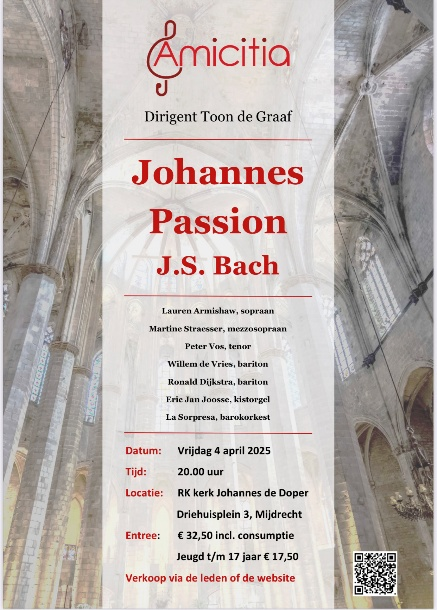 Amicitia
Dirigent Toon de Graaf
Johannes
Passion
J.S. Bach
Lauren Armishaw, sopraan
Martine Straesser, mezzosopraan
Peter Vos, tenor
Willem de Vries, bariton
Ronald Dijkstra, bariton
Eric Jan Joosse, kistorgel
La Sorpresa, barokorkest
Datum: Vrijdag 4 april 2025
Tijd: 20.00 uur
Locatie: RK kerk Johannes de Doper
Driehuisplein 3, Mijdrecht
Entree: € 32,50 incl. consumptie
Jeugd t/m 17 jaar € 17,50
Verkoop via de leden of de website